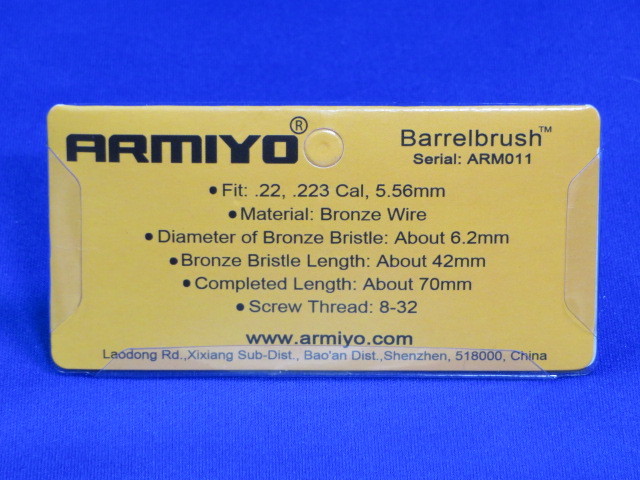 ARMIYO®
Barrelbrush™
Serial: ARM011
•Fit: .22, .223 Cal, 5.56mm
•Material: Bronze Wire
•Diameter of Bronze Bristle: About 6.2mm
•Bronze Bristle Length: About 42mm
•Completed Length: About 70mm
•Screw Thread: 8-32
www.armiyo.com
Laodong Rd.,Xixiang Sub-Dist., Bao'an Dist.,Shenzhen, 518000, China